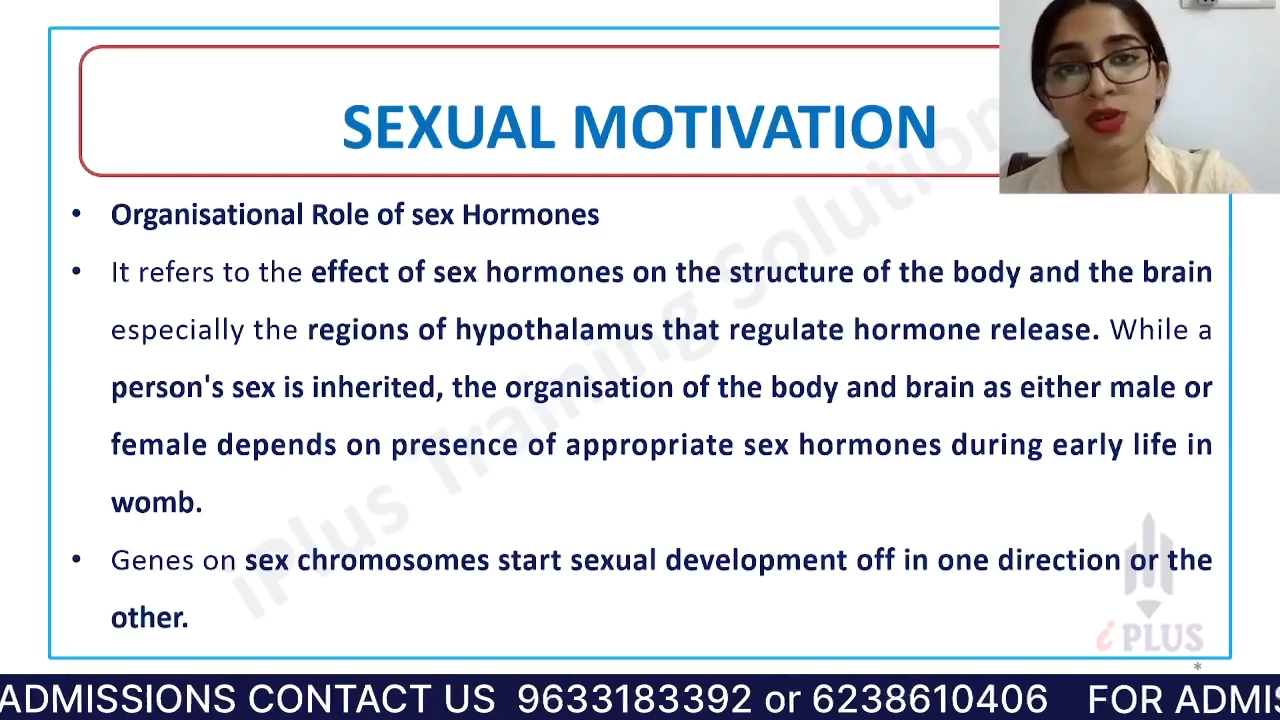 SEXUAL MOTIVATION
• Organisational Role of sex Hormones
• It refers to the effect of sex hormones on the structure of the body and the brain
especially the regions of hypothalamus that regulate hormone release. While a
person's sex is inherited, the organisation of the body and brain as either male or
female depends on presence of appropriate sex hormones during early life in
womb.
• Genes on sex chromosomes start sexual development off in one direction or the
other.
iPlus Training Solution
i PLUS
*
ADMISSIONS CONTACT US 9633183392 or 6238610406 FOR ADMIS